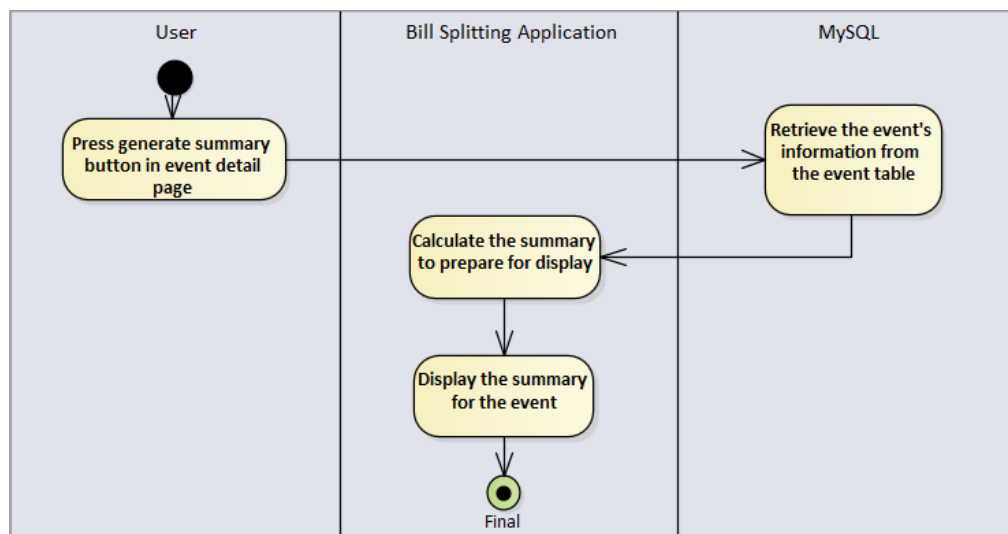 User
Bill Splitting Application
MySQL
Press generate summary
button in event detail
page
Retrieve the event's
information from
the event table
Calculate the summary
to prepare for display
Display the summary
for the event
Final